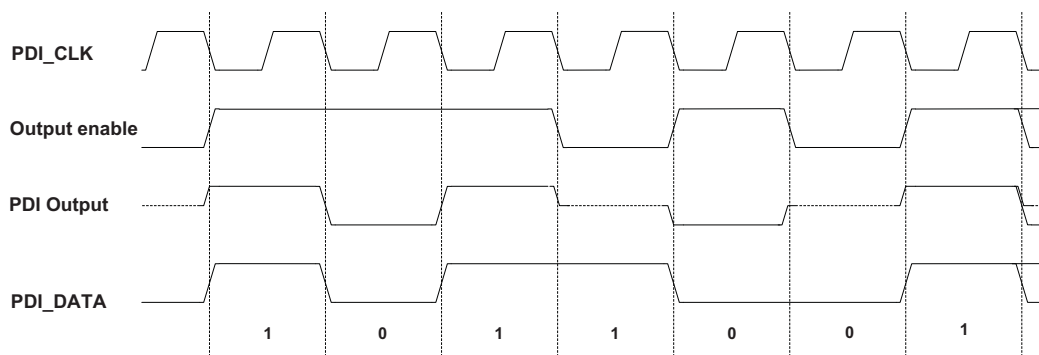 PDI_CLK
Output enable
PDI Output
PDI_DATA
1 0 1 1 0 0 1